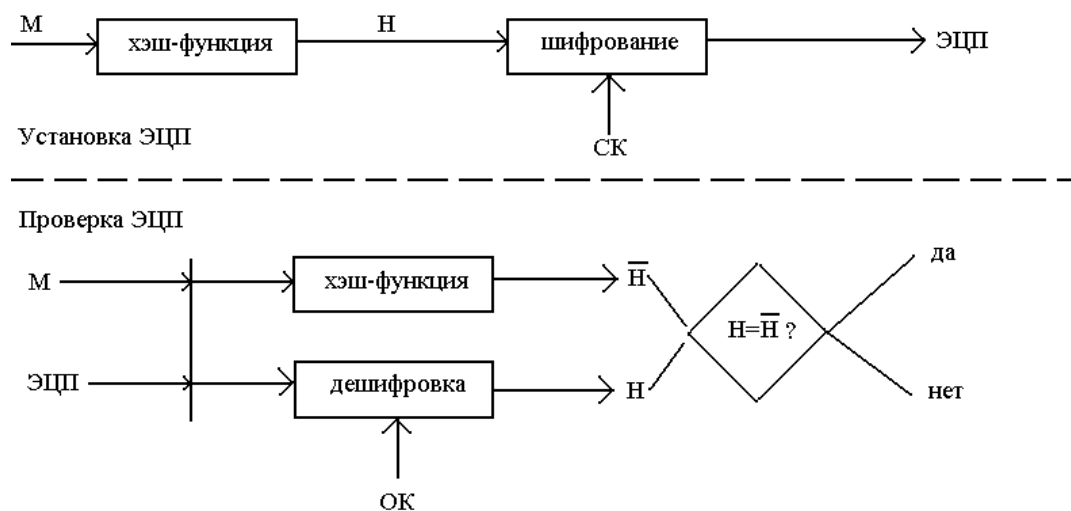 М хэш-функция Н шифрование ЭЦП
СК
Установка ЭЦП
Проверка ЭЦП
М хэш-функция H̅ да
H=H̅ ?
ЭЦП дешифровка Н нет
ОК